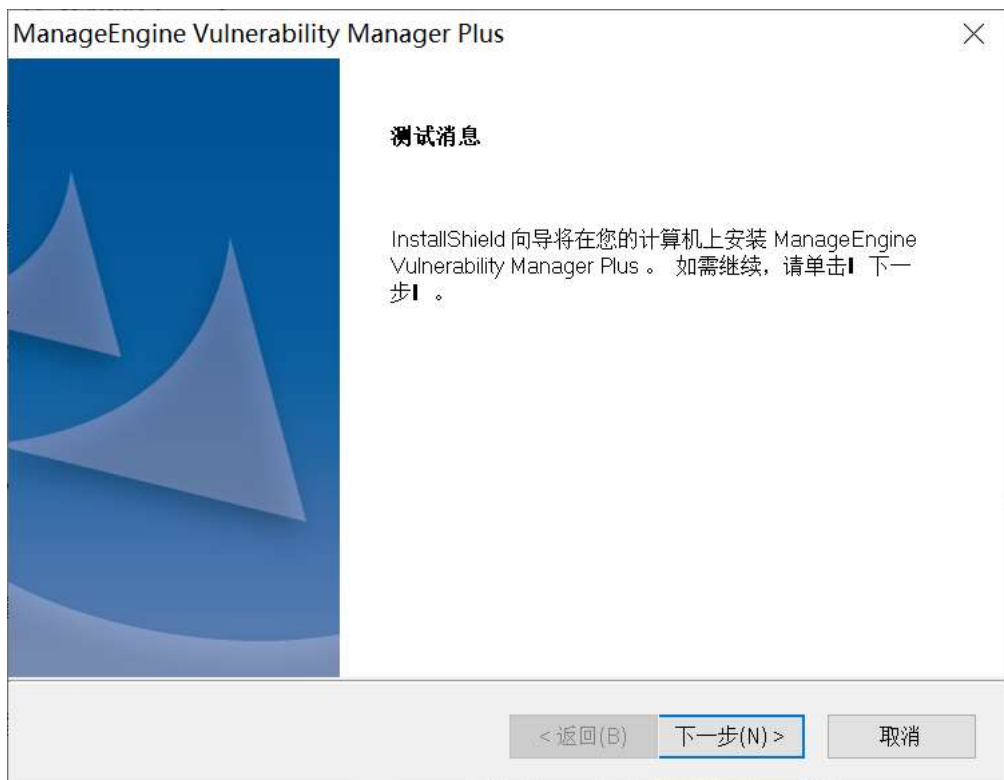 ManageEngine Vulnerability Manager Plus
测试消息
InstallShield 向导将在您的计算机上安装 ManageEngine
Vulnerability Manager Plus 。 如需继续，请单击▌ 下一
步▌ 。
<返回(B)
下一步(N) >
取消